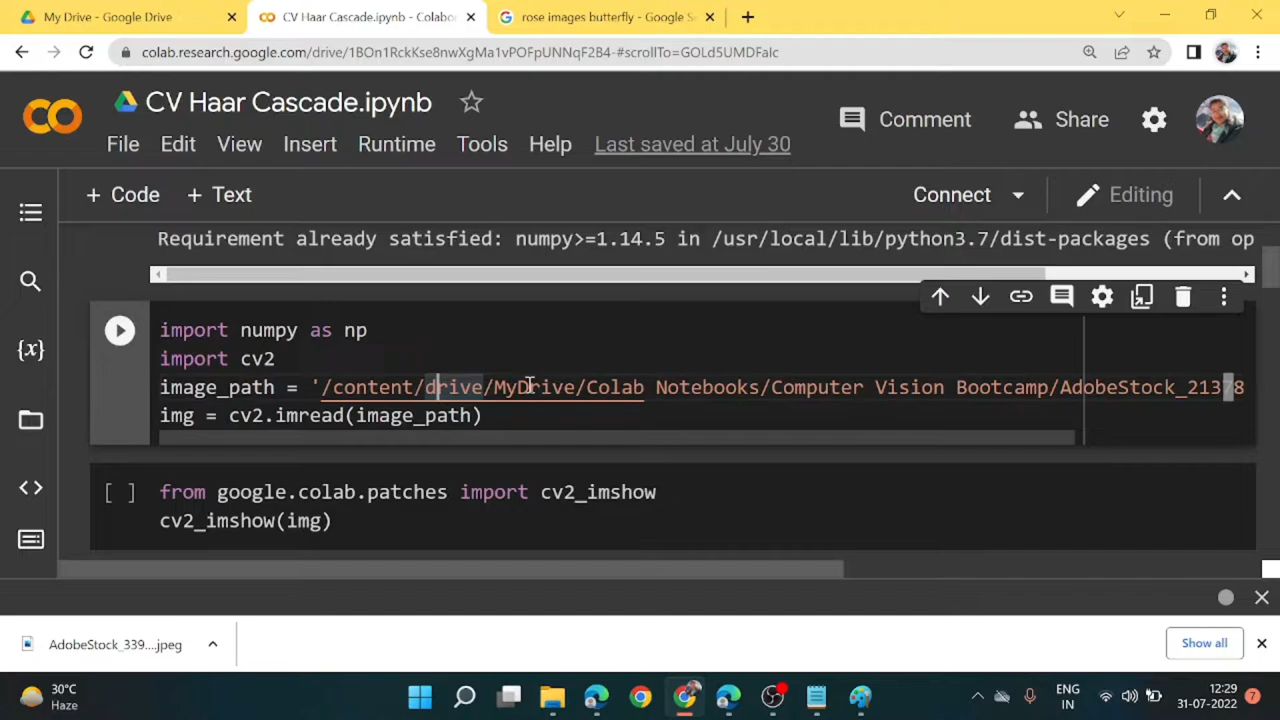 My Drive - Google Drive
CV Haar Cascade.ipynb - Colabor
rose images butterfly - Google Se
colab.research.google.com/drive/1BOn1RckKse8nwXgMa1vPOFpUNNqF2B4-#scrollTo=GOLd5UMDFaIc
CV Haar Cascade.ipynb
Comment
Share
File Edit View Insert Runtime Tools Help Last saved at July 30
+ Code + Text
Connect
Editing
Requirement already satisfied: numpy>=1.14.5 in /usr/local/lib/python3.7/dist-packages (from op
import numpy as np
import cv2
image_path = '/content/drive/MyDrive/Colab Notebooks/Computer Vision Bootcamp/AdobeStock_21378
img = cv2.imread(image_path)
{x}
[ ] from google.colab.patches import cv2_imshow
cv2_imshow(img)
AdobeStock_339....jpeg
Show all
30°C
Haze
ENG
IN
12:29
31-07-2022
7